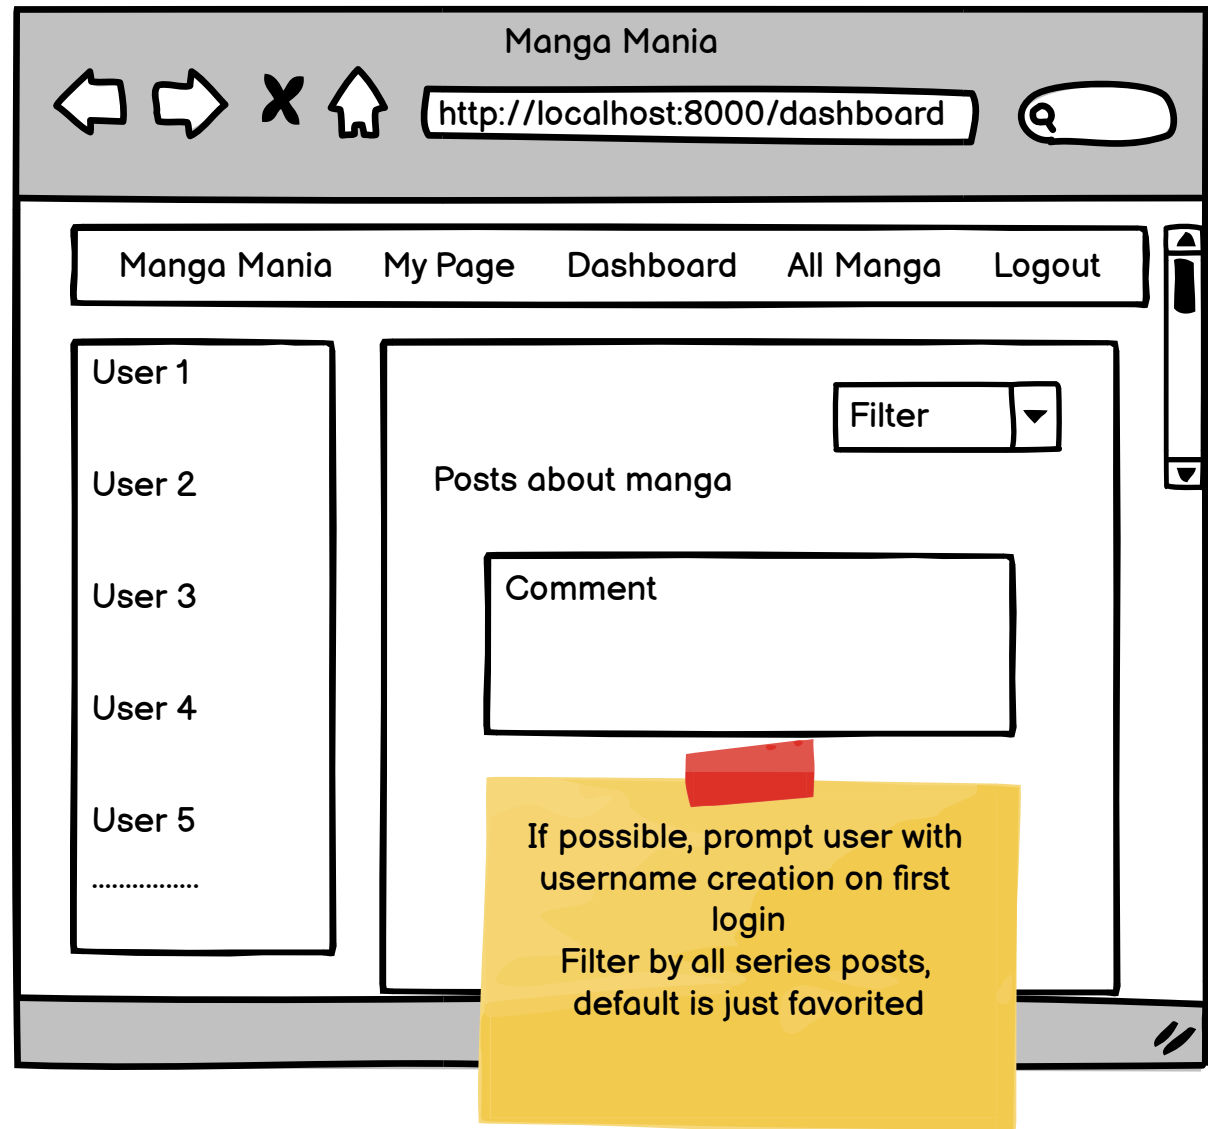 Manga Mania
http://localhost:8000/dashboard
Manga Mania My Page Dashboard All Manga Logout
User 1
User 2
User 3
User 4
User 5
................
Filter
Posts about manga
Comment
If possible, prompt user with
username creation on first
login
Filter by all series posts,
default is just favorited